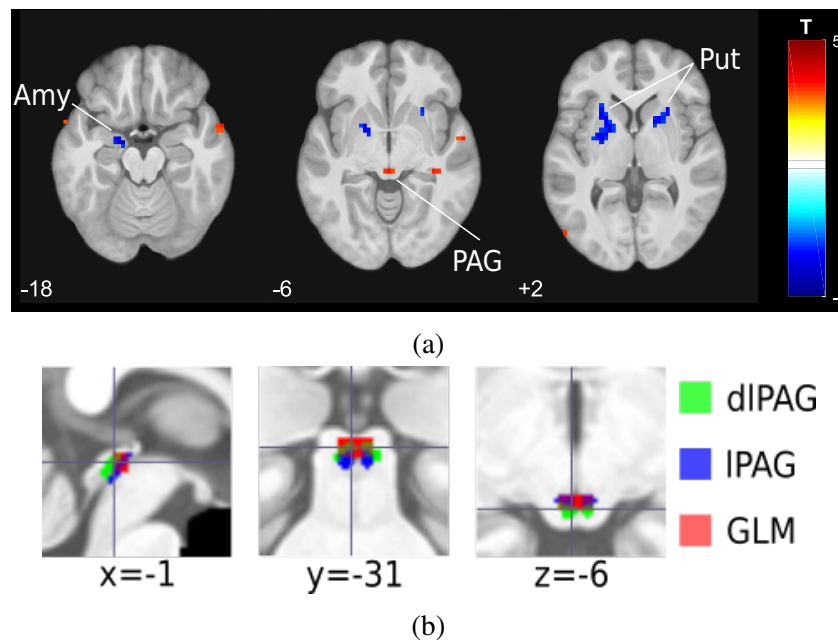 T
5
Amy
Put
PAG
-18
-6
+2
-
(a)
dlPAG
lPAG
GLM
x=-1
y=-31
z=-6
(b)